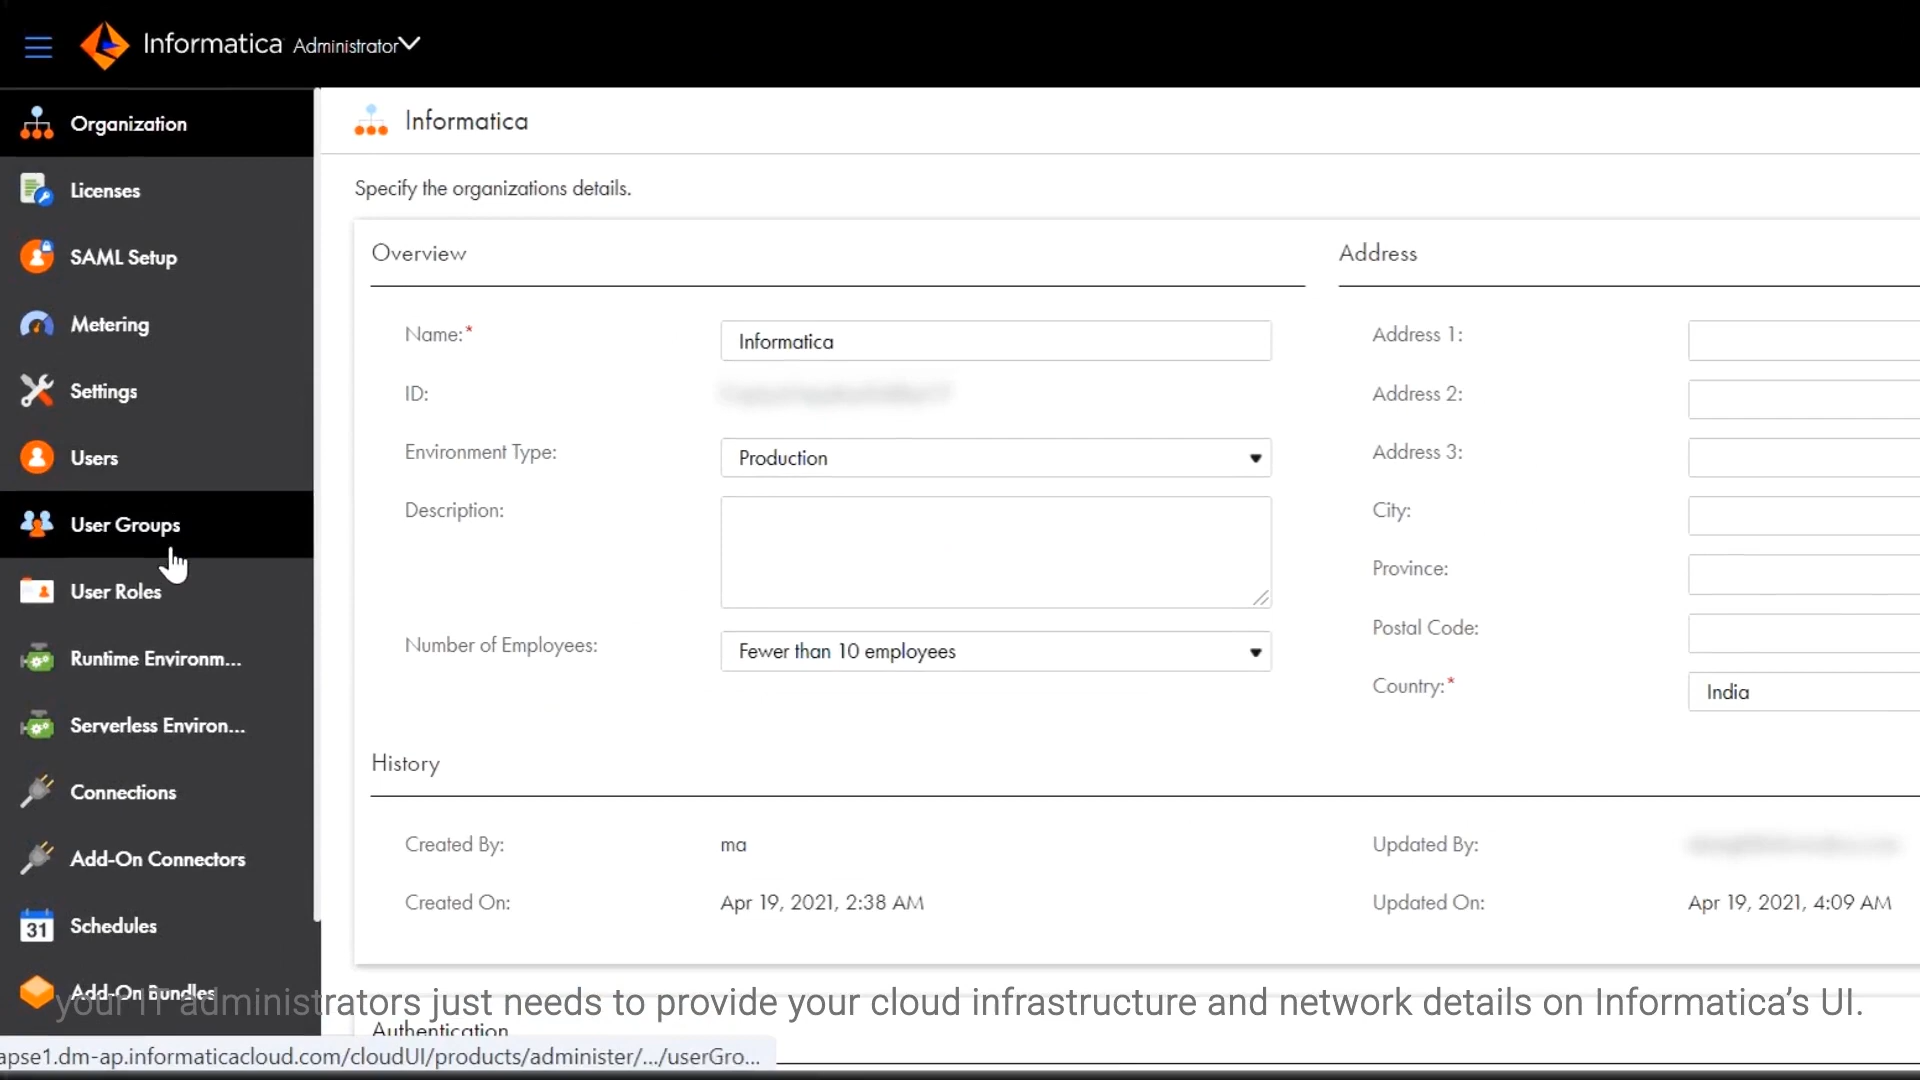 Informatica Administrator
Organization
Licenses
SAML Setup
Metering
Settings
Users
User Groups
User Roles
Runtime Environm...
Serverless Environ...
Connections
Add-On Connectors
31 Schedules
Add-On Bundles
Informatica
Specify the organizations details.
Overview
Name:* Informatica
ID:
Environment Type: Production
Description:
Number of Employees: Fewer than 10 employees
Address
Address 1:
Address 2:
Address 3:
City:
Province:
Postal Code:
Country:* India
History
Created By: ma
Updated By:
Created On: Apr 19, 2021, 2:38 AM
Updated On: Apr 19, 2021, 4:09 AM
your IT administrators just needs to provide your cloud infrastructure and network details on Informatica’s UI.
Authentication
apse1.dm-ap.informaticacloud.com/cloudUI/products/administer/.../userGro...